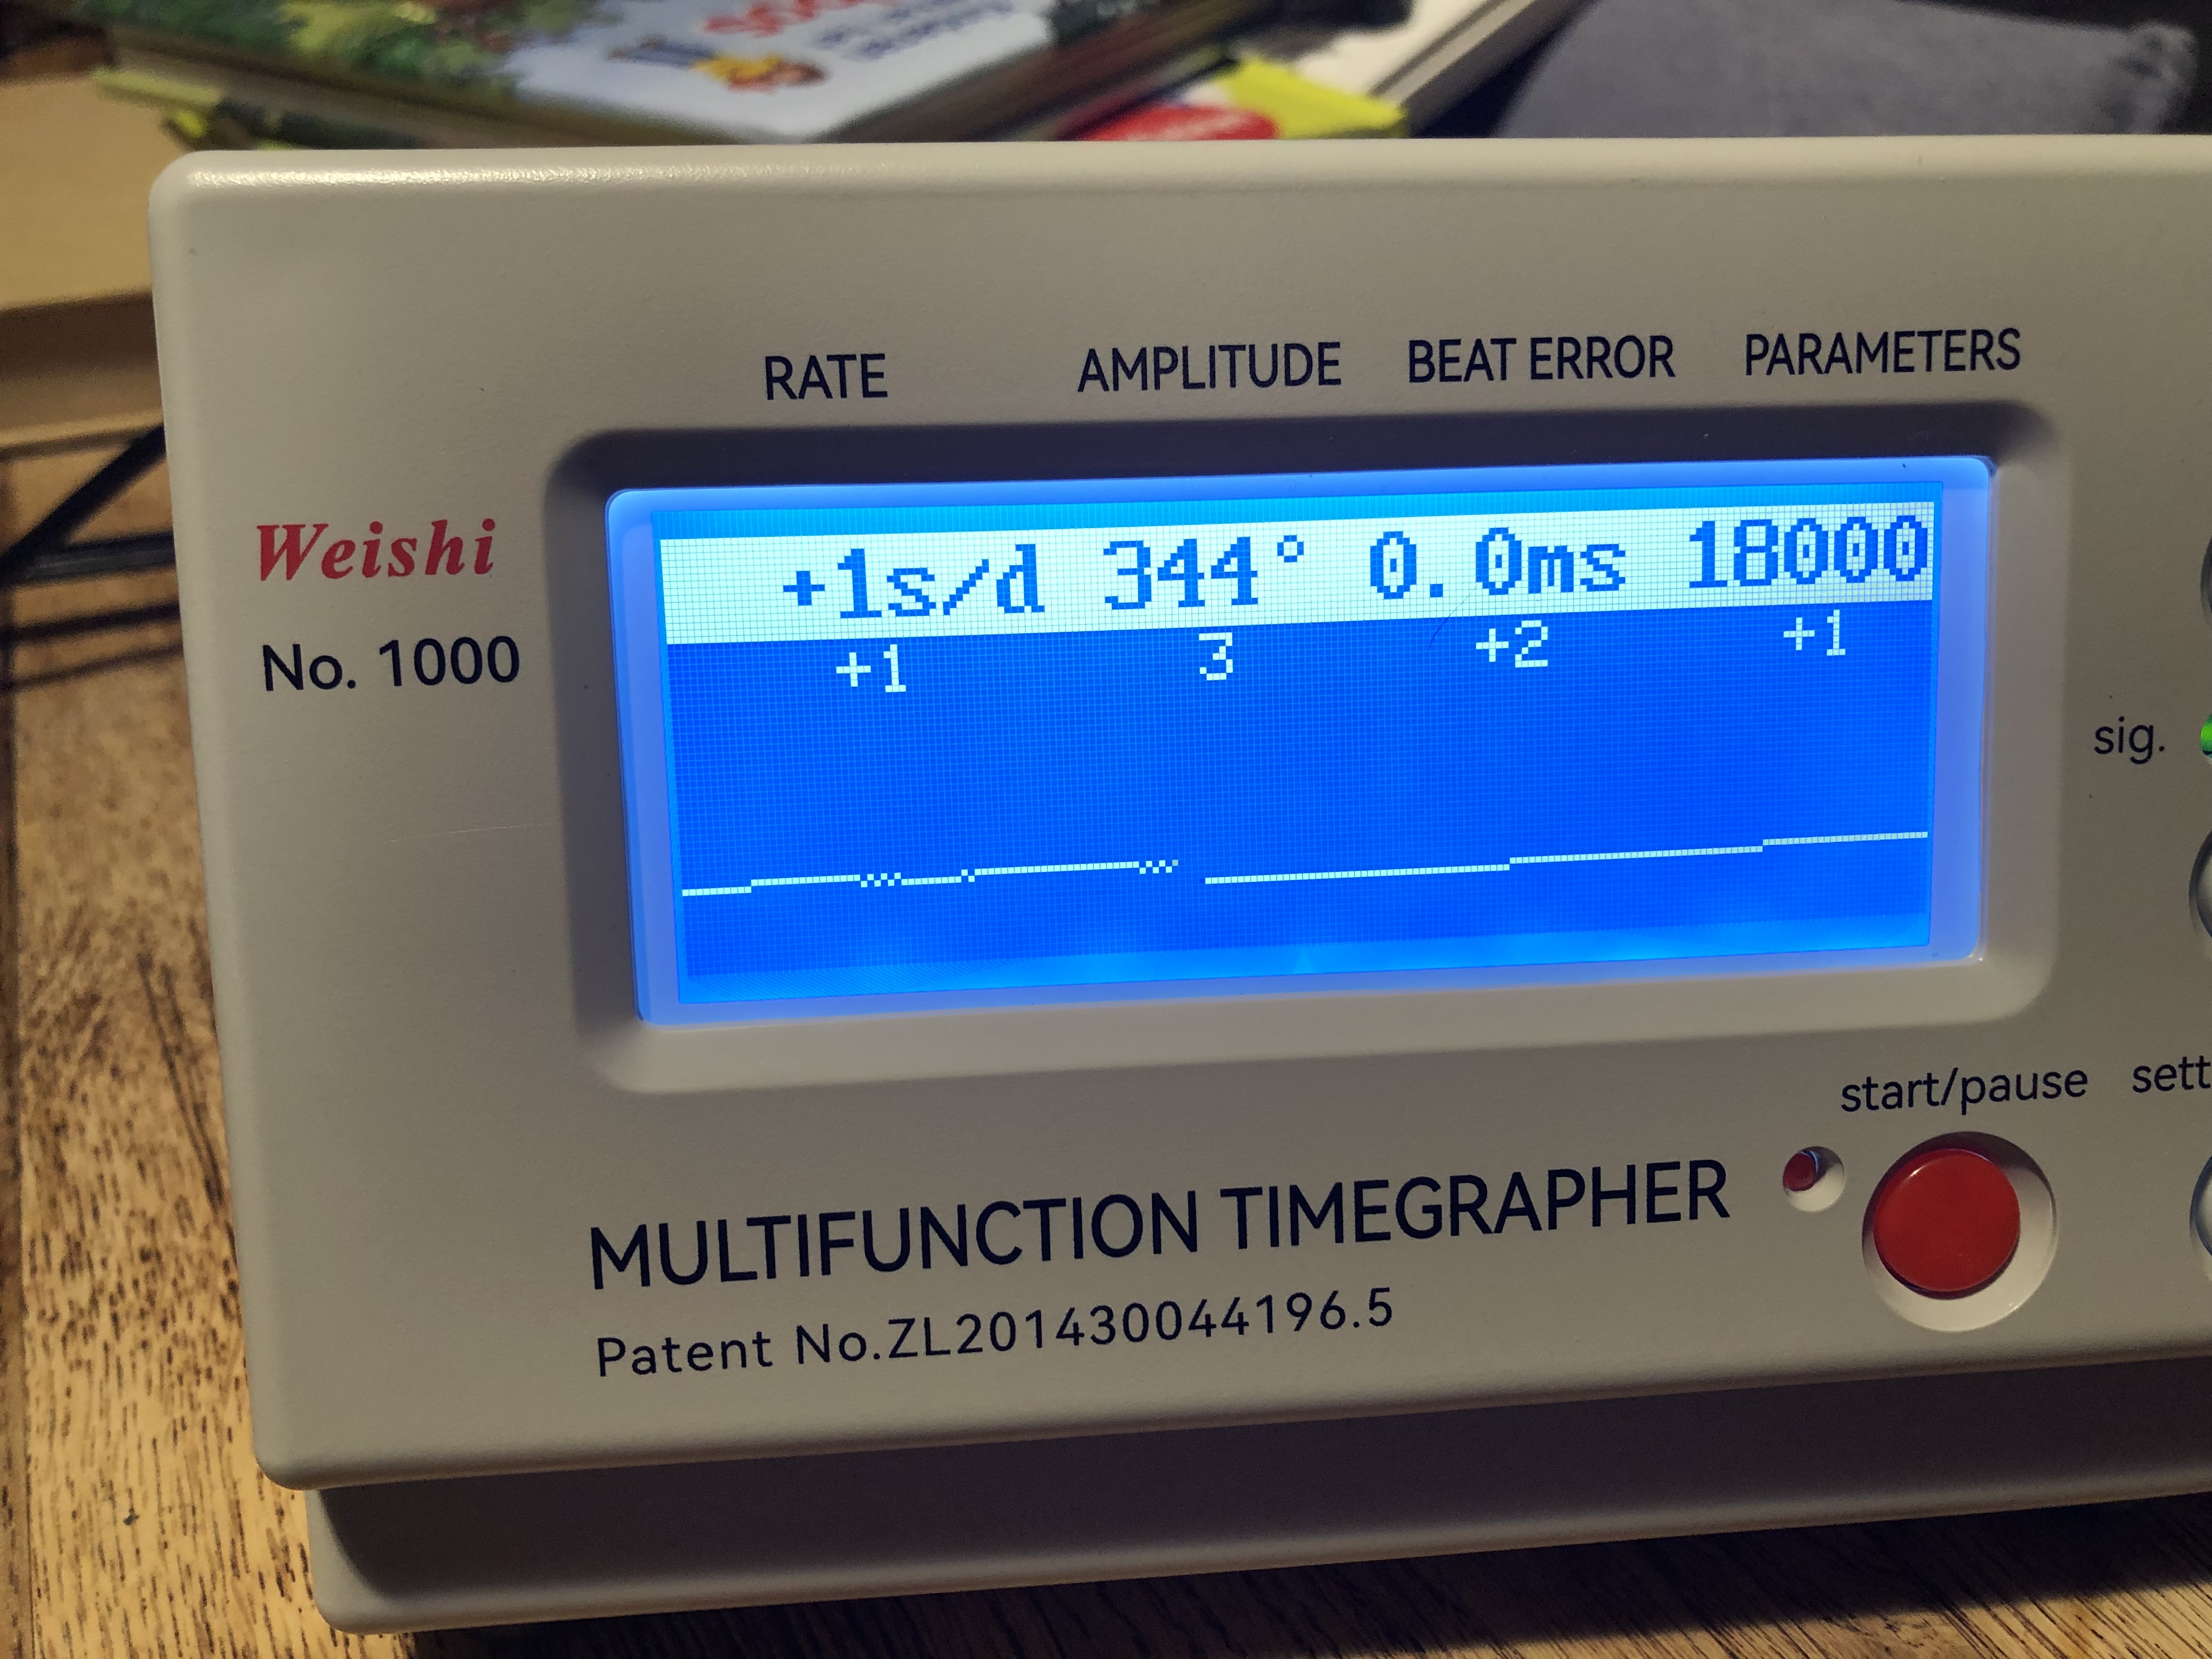 RATE AMPLITUDE BEAT ERROR PARAMETERS
+1s/d 344° 0.0ms 18000
+1 3 +2 +1
Weishi
No. 1000
sig.
start/pause sett
MULTIFUNCTION TIMEGRAPHER
Patent No.ZL201430044196.5